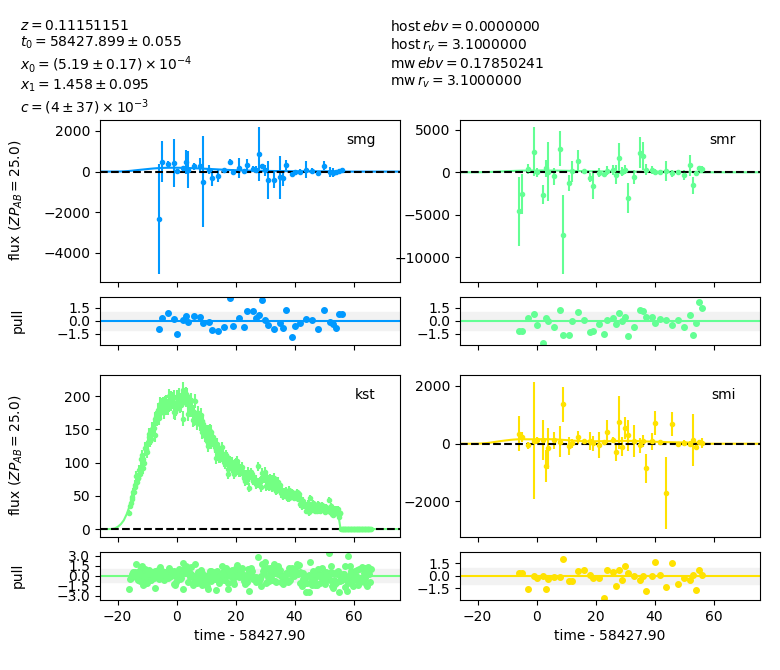 z = 0.11151151
t₀ = 58427.899 ± 0.055
x₀ = (5.19 ± 0.17) × 10⁻⁴
x₁ = 1.458 ± 0.095
c = (4 ± 37) × 10⁻³
host ebv = 0.0000000
host r_v = 3.1000000
mw ebv = 0.17850241
mw r_v = 3.1000000
flux (ZP_AB = 25.0)
2000
0
−2000
−4000
smg
5000
0
−5000
−10000
smr
pull
1.5
0.0
−1.5
1.5
0.0
−1.5
flux (ZP_AB = 25.0)
200
150
100
50
0
kst
2000
0
−2000
smi
pull
3.0
1.5
0.0
−1.5
−3.0
1.5
0.0
−1.5
−20 0 20 40 60
time - 58427.90
−20 0 20 40 60
time - 58427.90